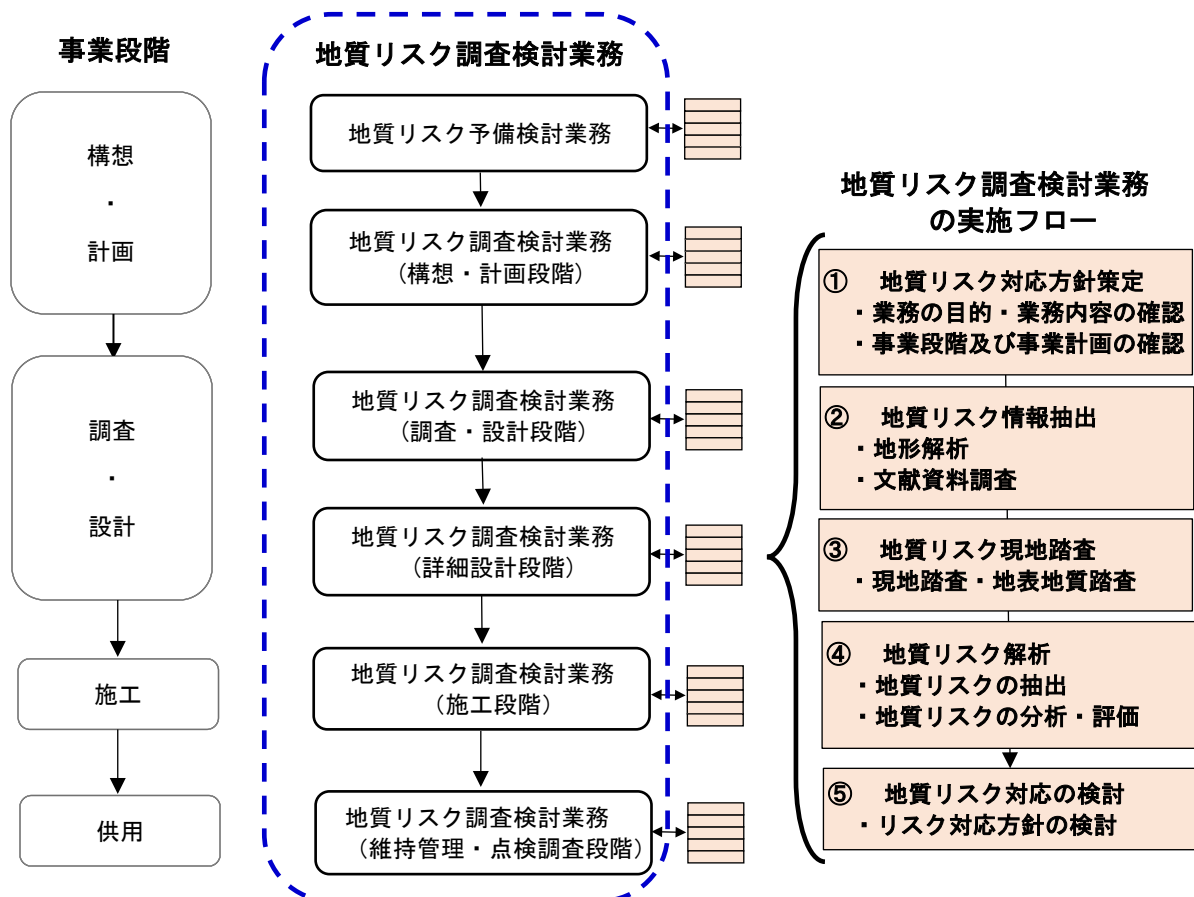 事業段階
構想
・
計画
調査
・
設計
施工
供用
地質リスク調査検討業務
地質リスク予備検討業務
地質リスク調査検討業務
(構想・計画段階)
地質リスク調査検討業務
(調査・設計段階)
地質リスク調査検討業務
(詳細設計段階)
地質リスク調査検討業務
(施工段階)
地質リスク調査検討業務
(維持管理・点検調査段階)
地質リスク調査検討業務
の実施フロー
① 地質リスク対応方針策定
・業務の目的・業務内容の確認
・事業段階及び事業計画の確認
② 地質リスク情報抽出
・地形解析
・文献資料調査
③ 地質リスク現地踏査
・現地踏査・地表地質踏査
④ 地質リスク解析
・地質リスクの抽出
・地質リスクの分析・評価
⑤ 地質リスク対応の検討
・リスク対応方針の検討